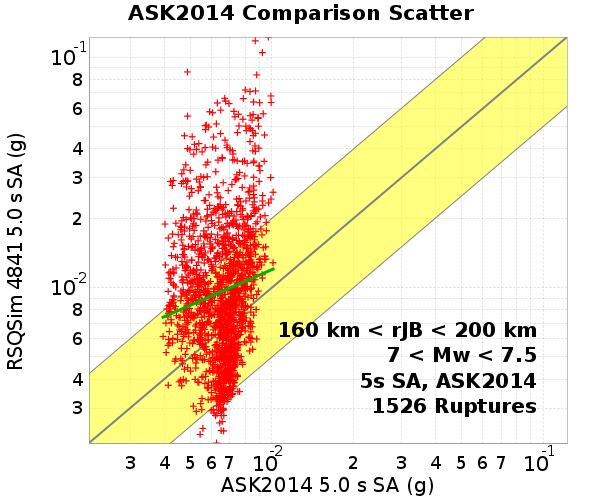 ASK2014 Comparison Scatter
RSQSim 4841 5.0 s SA (g)
10-1
8
6
4
3
2
10-2
8
6
4
3
160 km < rJB < 200 km
7 < Mw < 7.5
5s SA, ASK2014
1526 Ruptures
3 4 5 6 7 10-2 2 3 4 5 6 7 10-1
ASK2014 5.0 s SA (g)